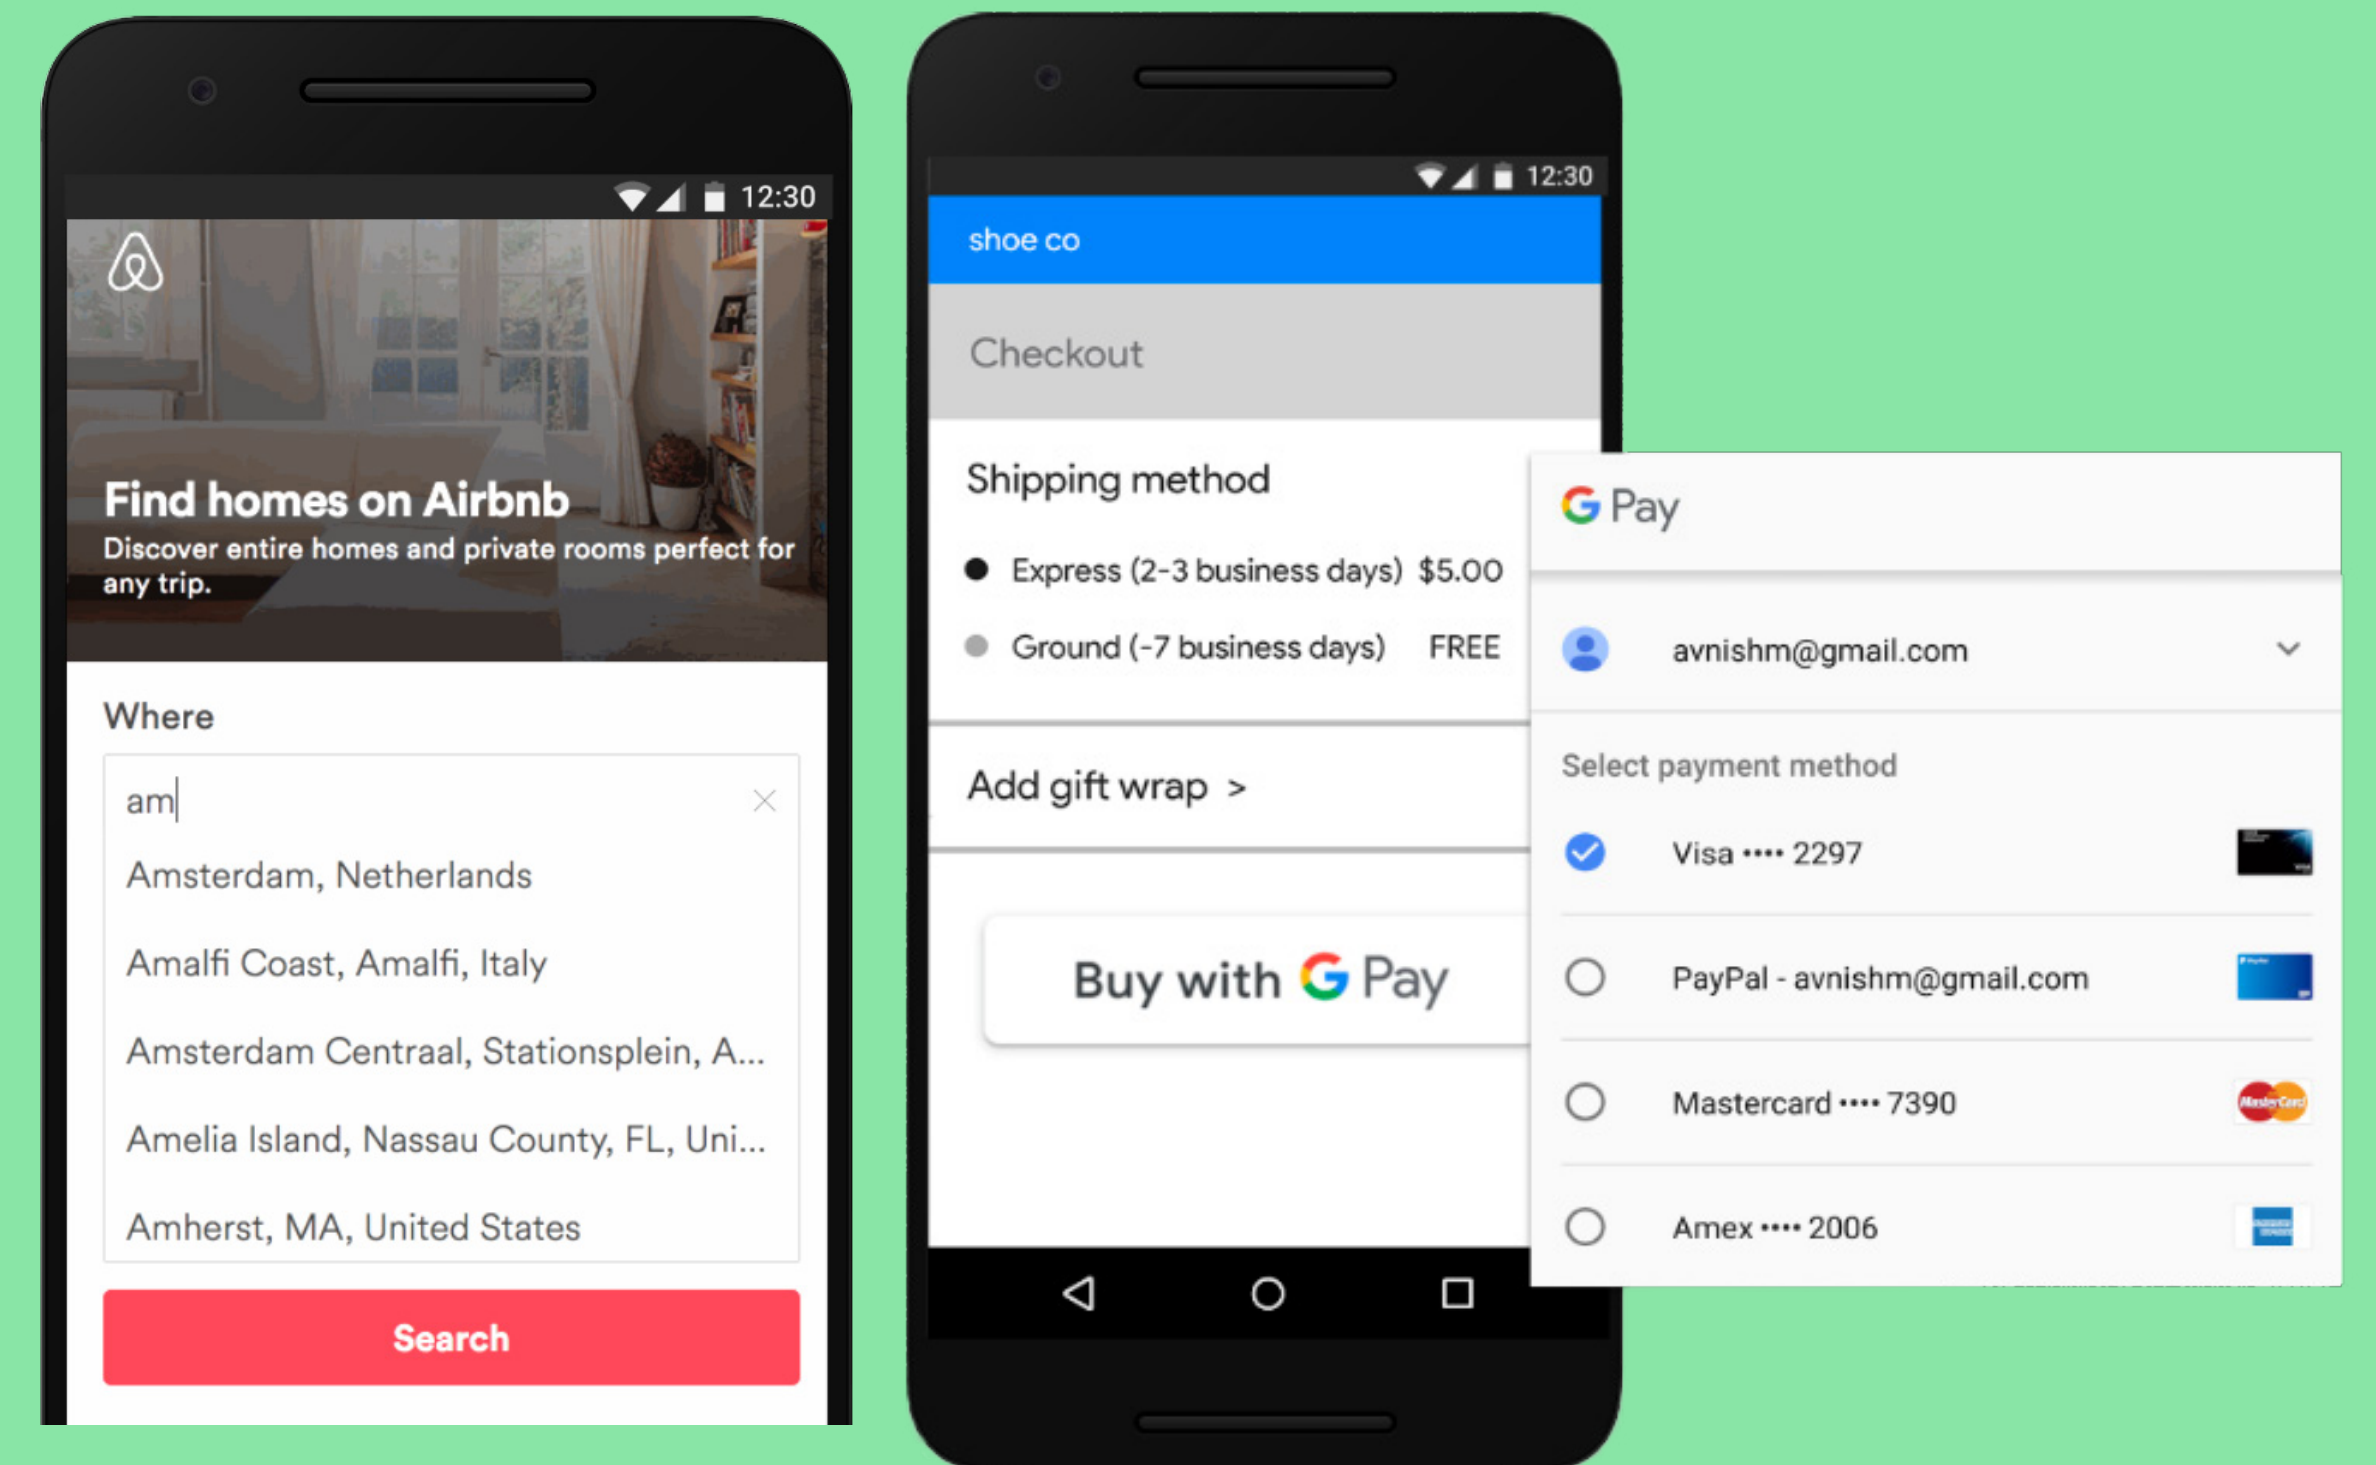 12:30
Find homes on Airbnb
Discover entire homes and private rooms perfect for
any trip.
Where
am
Amsterdam, Netherlands
Amalfi Coast, Amalfi, Italy
Amsterdam Centraal, Stationsplein, A...
Amelia Island, Nassau County, FL, Uni...
Amherst, MA, United States
Search
12:30
shoe co
Checkout
Shipping method
Express (2-3 business days) $5.00
Ground (-7 business days) FREE
Add gift wrap >
Buy with G Pay
G Pay
avnishm@gmail.com
Select payment method
Visa •••• 2297
PayPal - avnishm@gmail.com
Mastercard •••• 7390
MasterCard
Amex •••• 2006